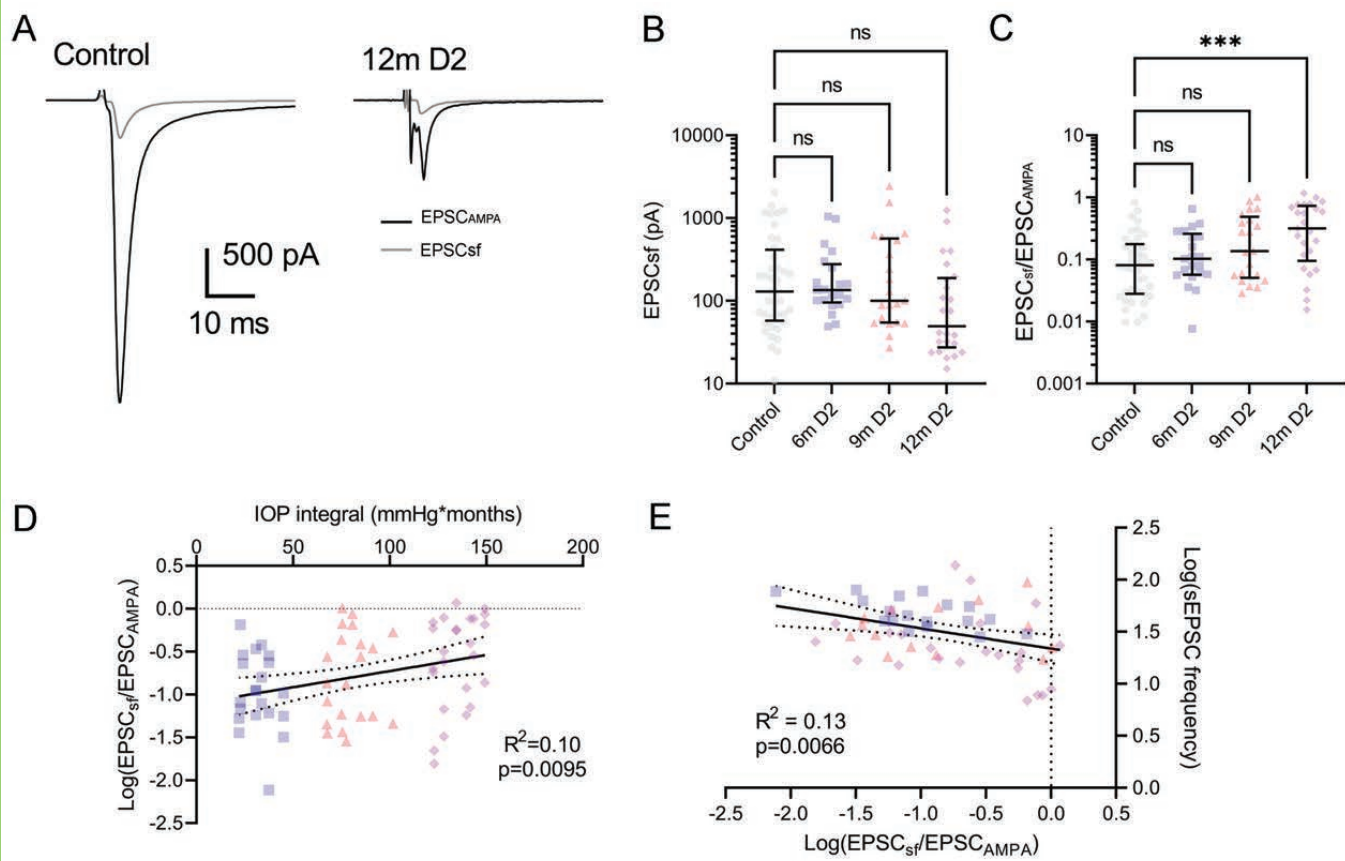 A
Control
12m D2
EPSCAMPA
EPSCsf
500 pA
10 ms
B
ns
ns
ns
EPSCsf (pA)
10000
1000
100
10
Control
6m D2
9m D2
12m D2
C
***
ns
ns
EPSCsf/EPSCAMPA
10
1
0.1
0.01
0.001
Control
6m D2
9m D2
12m D2
D
IOP integral (mmHg*months)
0
50
100
150
200
Log(EPSCsf/EPSCAMPA)
0.5
0.0
-0.5
-1.0
-1.5
-2.0
-2.5
R2=0.10
p=0.0095
E
2.5
2.0
1.5
1.0
0.5
0.0
Log(sEPSC frequency)
R2 = 0.13
p=0.0066
-2.5
-2.0
-1.5
-1.0
-0.5
0.0
0.5
Log(EPSCsf/EPSCAMPA)